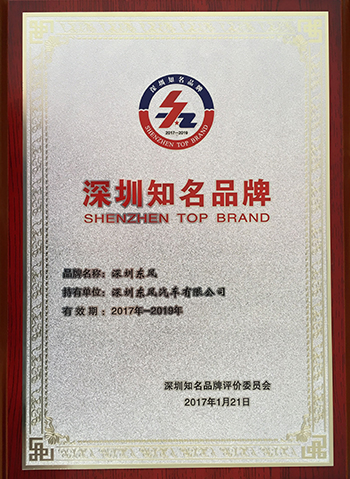 深圳知名品牌
2017-2019
SHENZHEN TOP BRAND
深圳知名品牌
SHENZHEN TOP BRAND
品牌名称：深圳东风
持有单位：深圳东风汽车有限公司
有效期：2017年-2019年
深圳知名品牌评价委员会
2017年1月21日